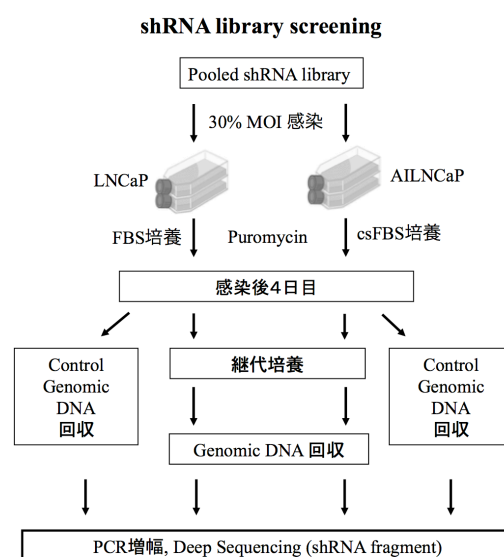 shRNA library screening
Pooled shRNA library
30% MOI 感染
LNCaP
AILNCaP
FBS培養
Puromycin
csFBS培養
感染後4日目
Control
Genomic
DNA
回収
継代培養
Control
Genomic
DNA
回収
Genomic DNA 回収
PCR増幅, Deep Sequencing (shRNA fragment)